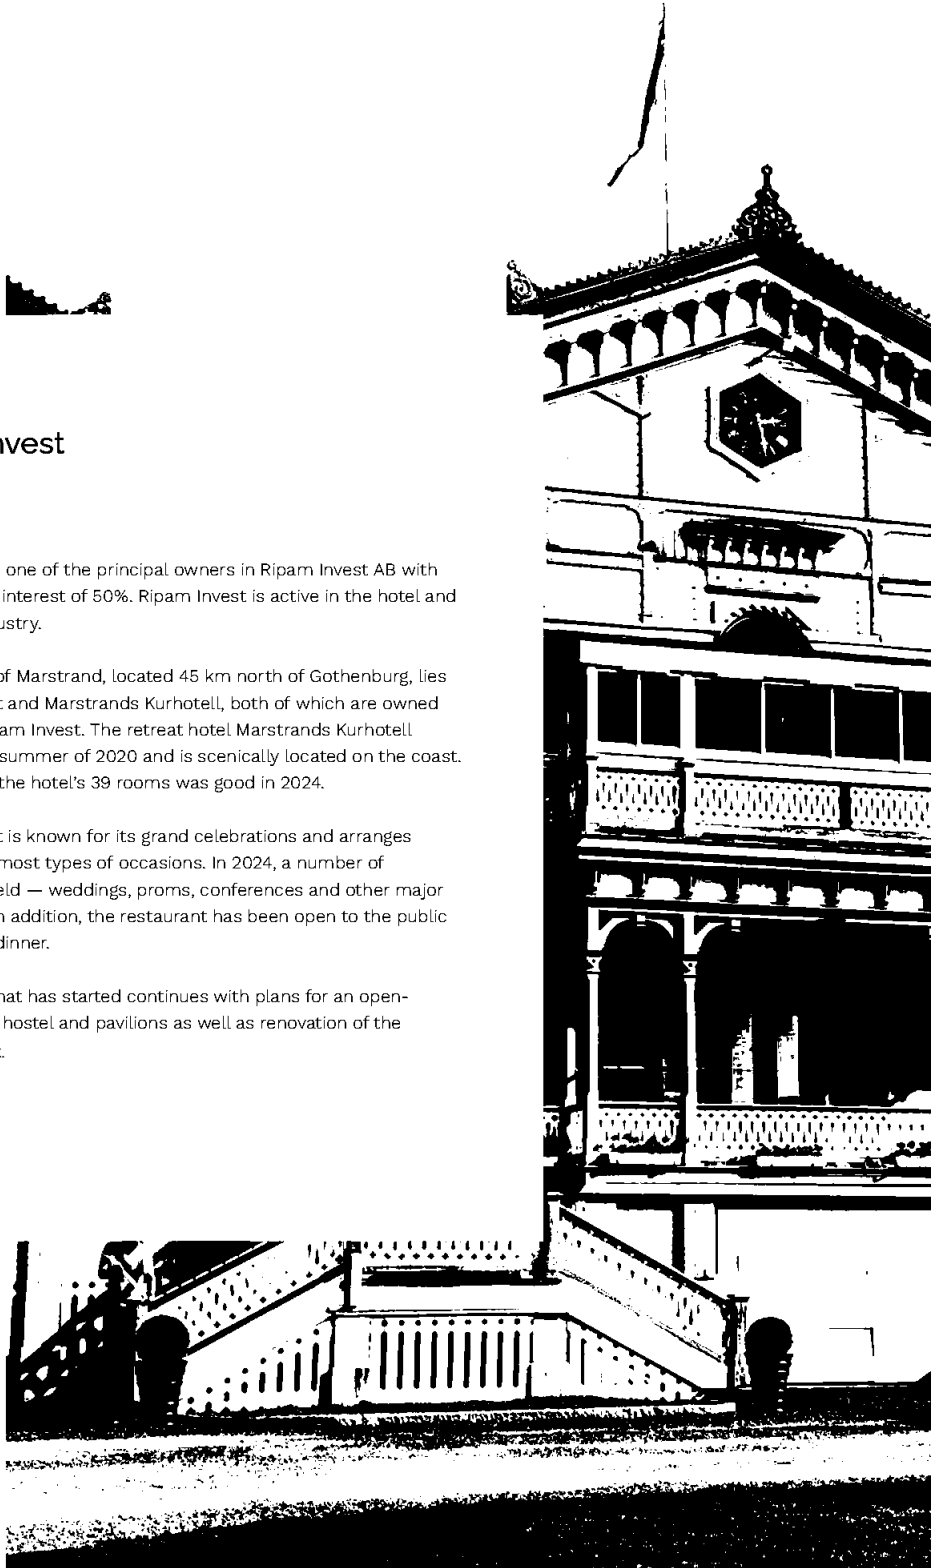 nvest
one of the principal owners in Ripam Invest AB with
interest of 50%. Ripam Invest is active in the hotel and
ustry.
of Marstrand, located 45 km north of Gothenburg, lies
t and Marstrands Kurhotell, both of which are owned
am Invest. The retreat hotel Marstrands Kurhotell
summer of 2020 and is scenically located on the coast.
the hotel's 39 rooms was good in 2024.
t is known for its grand celebrations and arranges
most types of occasions. In 2024, a number of
eld — weddings, proms, conferences and other major
n addition, the restaurant has been open to the public
dinner.
hat has started continues with plans for an open-
hostel and pavilions as well as renovation of the
t.